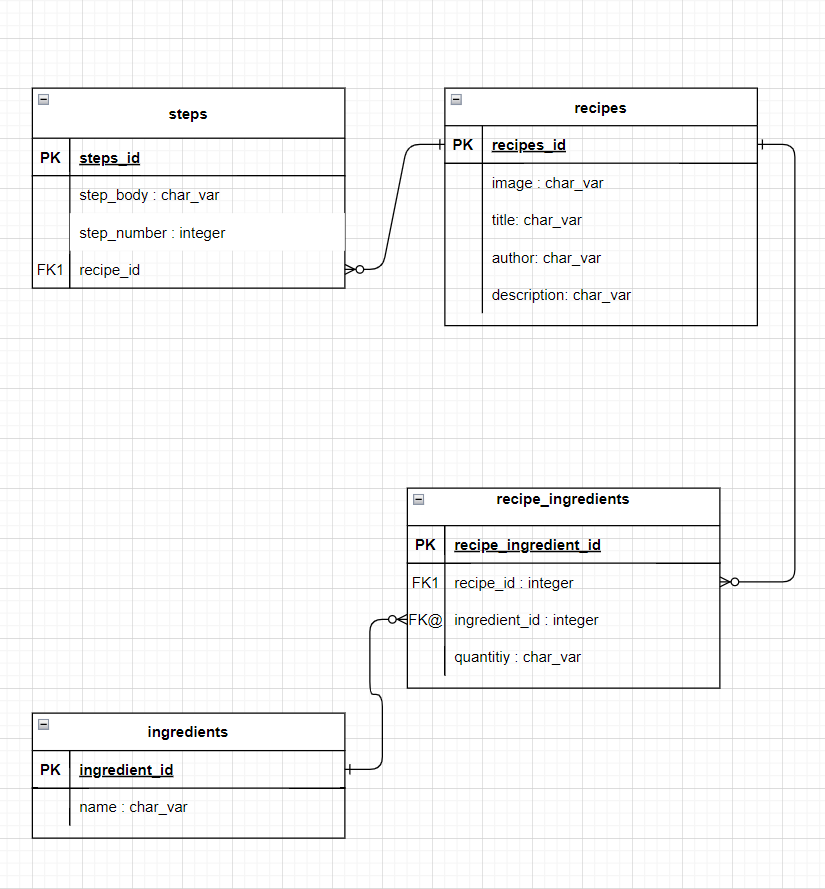 steps
PK steps_id
step_body : char_var
step_number : integer
FK1 recipe_id
recipes
PK recipes_id
image : char_var
title: char_var
author: char_var
description: char_var
recipe_ingredients
PK recipe_ingredient_id
FK1 recipe_id : integer
FK@ ingredient_id : integer
quantitiy : char_var
ingredients
PK ingredient_id
name : char_var